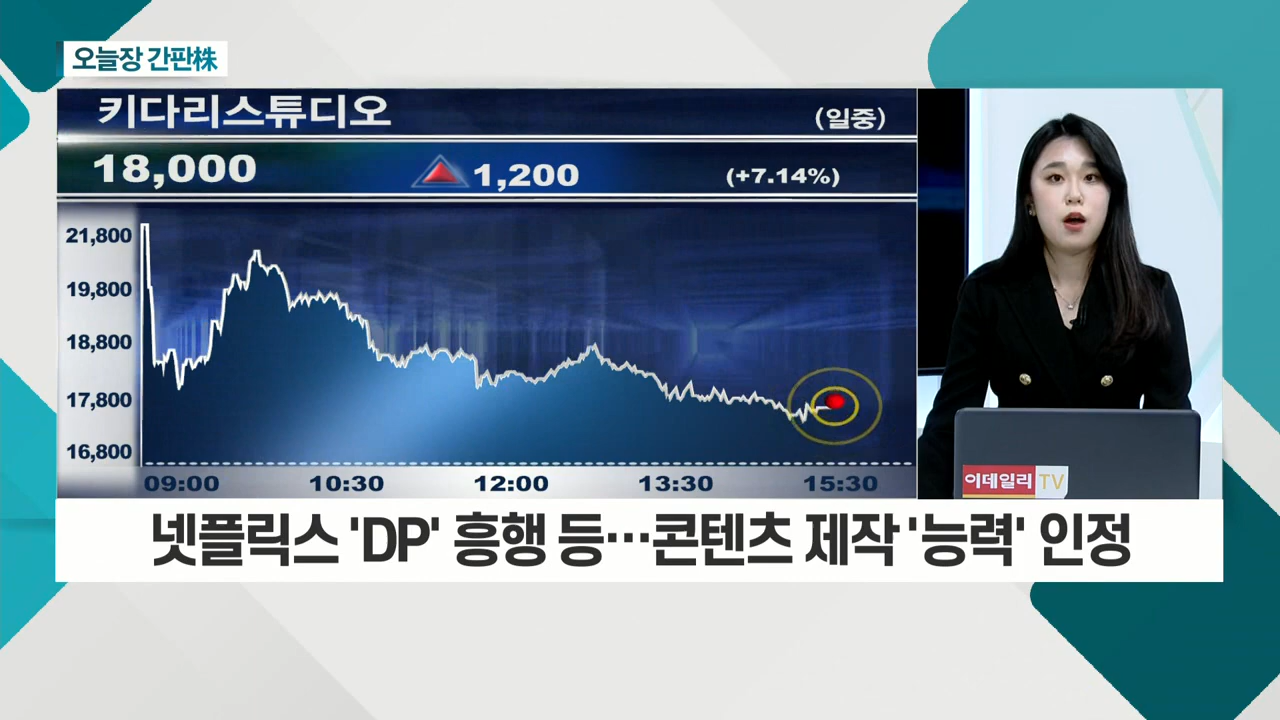 오늘장 간판株
키다리스튜디오 (일중)
18,000 1,200 (+7.14%)
21,800
19,800
18,800
17,800
16,800
09:00 10:30 12:00 13:30 15:30
이데일리 TV
넷플릭스 'DP' 흥행 등…콘텐츠 제작 '능력' 인정